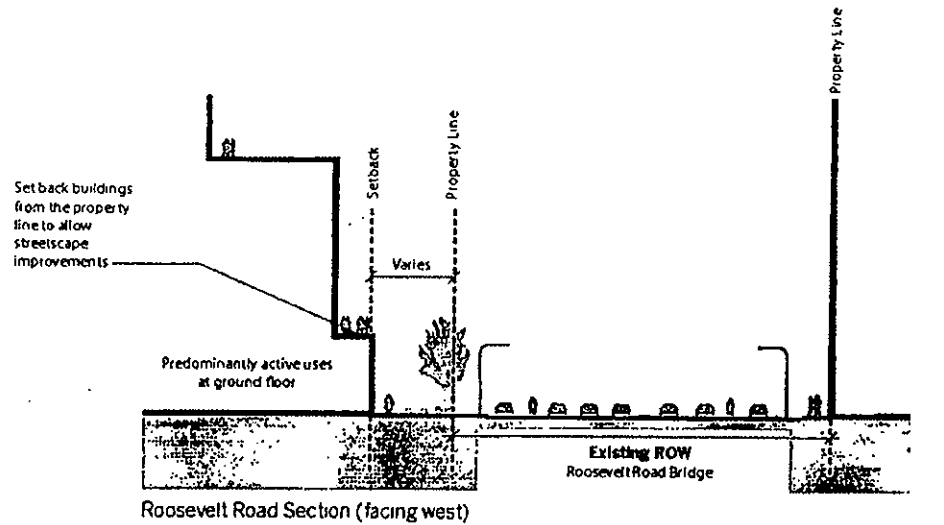 Property Line
Property Line
Setback
Set back buildings
from the property
line to allow
streetscape
improvements
Varies
Predominantly active uses
at ground floor
Existing ROW
Roosevelt Road Bridge
Roosevelt Road Section (facing west)